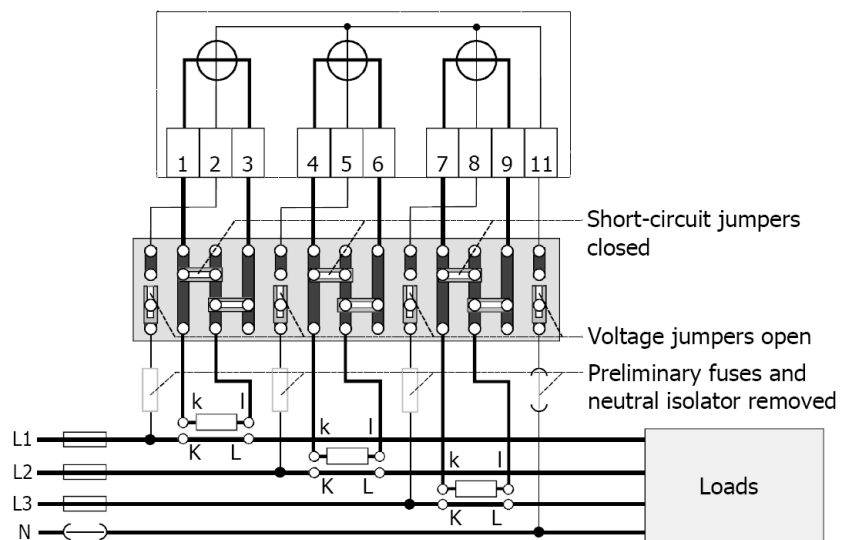 1 2 3 4 5 6 7 8 9 11
Short-circuit jumpers
closed
Voltage jumpers open
Preliminary fuses and
neutral isolator removed
k l
L1
K L
k l
L2
K L
k l
L3
K L
N
Loads